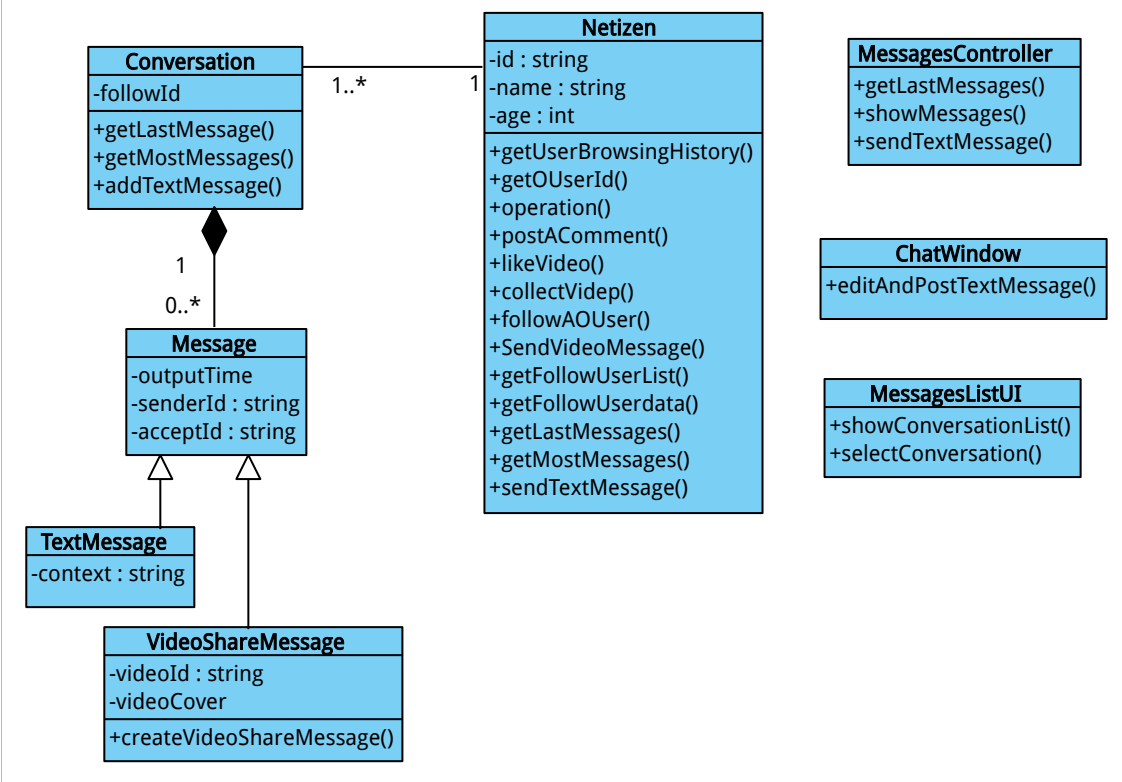 Conversation
-followId
+getLastMessage()
+getMostMessages()
+addTextMessage()
1..*
1
Netizen
-id : string
-name : string
-age : int
+getUserBrowsingHistory()
+getOUserId()
+operation()
+postAComment()
+likeVideo()
+collectVidep()
+followAOUser()
+SendVideoMessage()
+getFollowUserList()
+getFollowUserdata()
+getLastMessages()
+getMostMessages()
+sendTextMessage()
MessagesController
+getLastMessages()
+showMessages()
+sendTextMessage()
ChatWindow
+editAndPostTextMessage()
MessagesListUI
+showConversationList()
+selectConversation()
1
0..*
Message
-outputTime
-senderId : string
-acceptId : string
TextMessage
-context : string
VideoShareMessage
-videoId : string
-videoCover
+createVideoShareMessage()